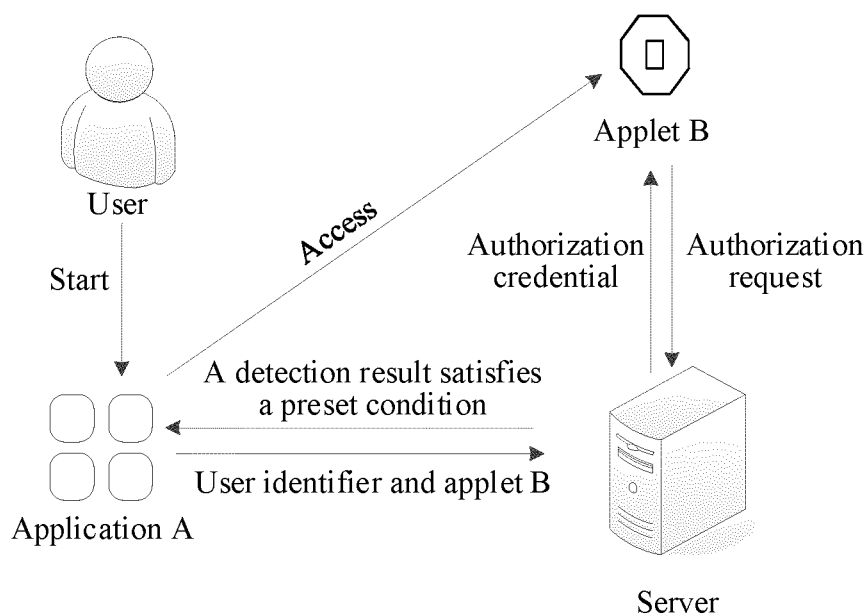 Applet B
User
Access
Authorization
credential
Authorization
request
Start
A detection result satisfies
a preset condition
User identifier and applet B
Application A
Server